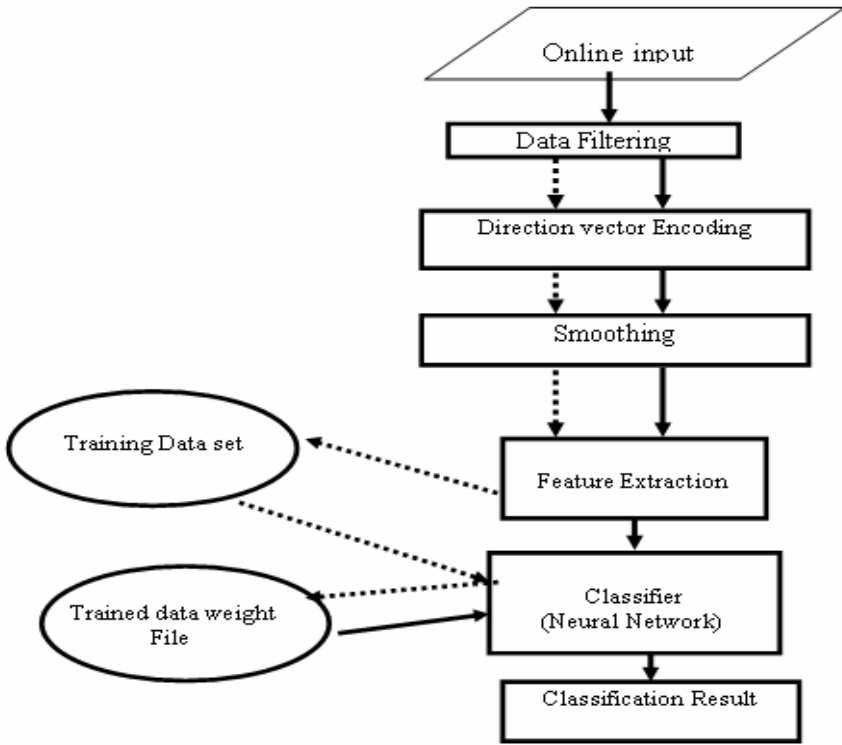 Online input
Data Filtering
Direction vector Encoding
Smoothing
Training Data set
Feature Extraction
Trained data weight
File
Classifier
(Neural Network)
Classification Result